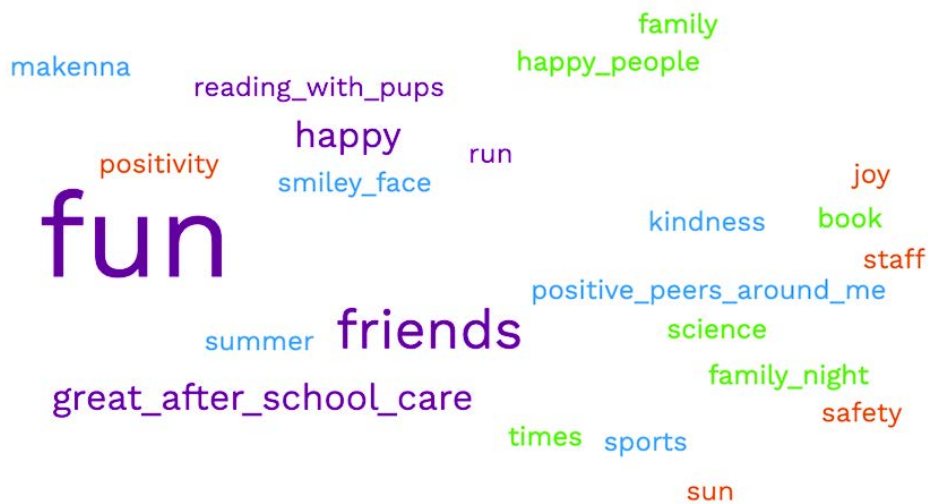 family
makenna
happy_people
reading_with_pups
happy
run
positivity
joy
smiley_face
fun
kindness
book
staff
positive_peers_around_me
friends
science
summer
family_night
great_after_school_care
safety
times
sports
sun